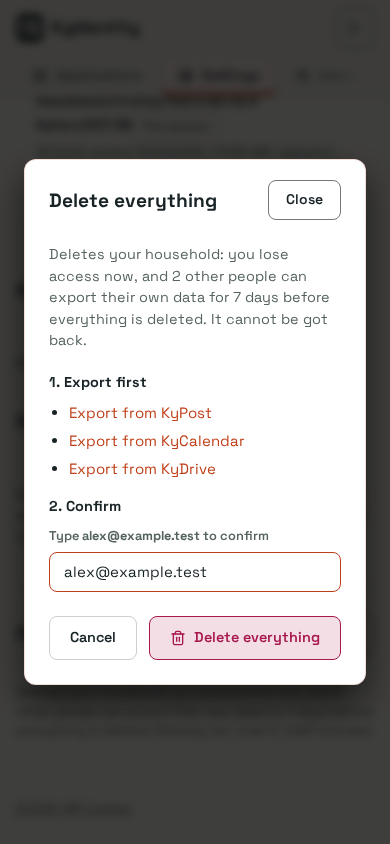 KyIdentity
Settings
Delete everything
Close
Deletes your household: you lose
access now, and 2 other people can
export their own data for 7 days before
everything is deleted. It cannot be got
back.
1. Export first
Export from KyPost
Export from KyCalendar
Export from KyDrive
2. Confirm
Type alex@example.test to confirm
alex@example.test
Cancel
Delete everything